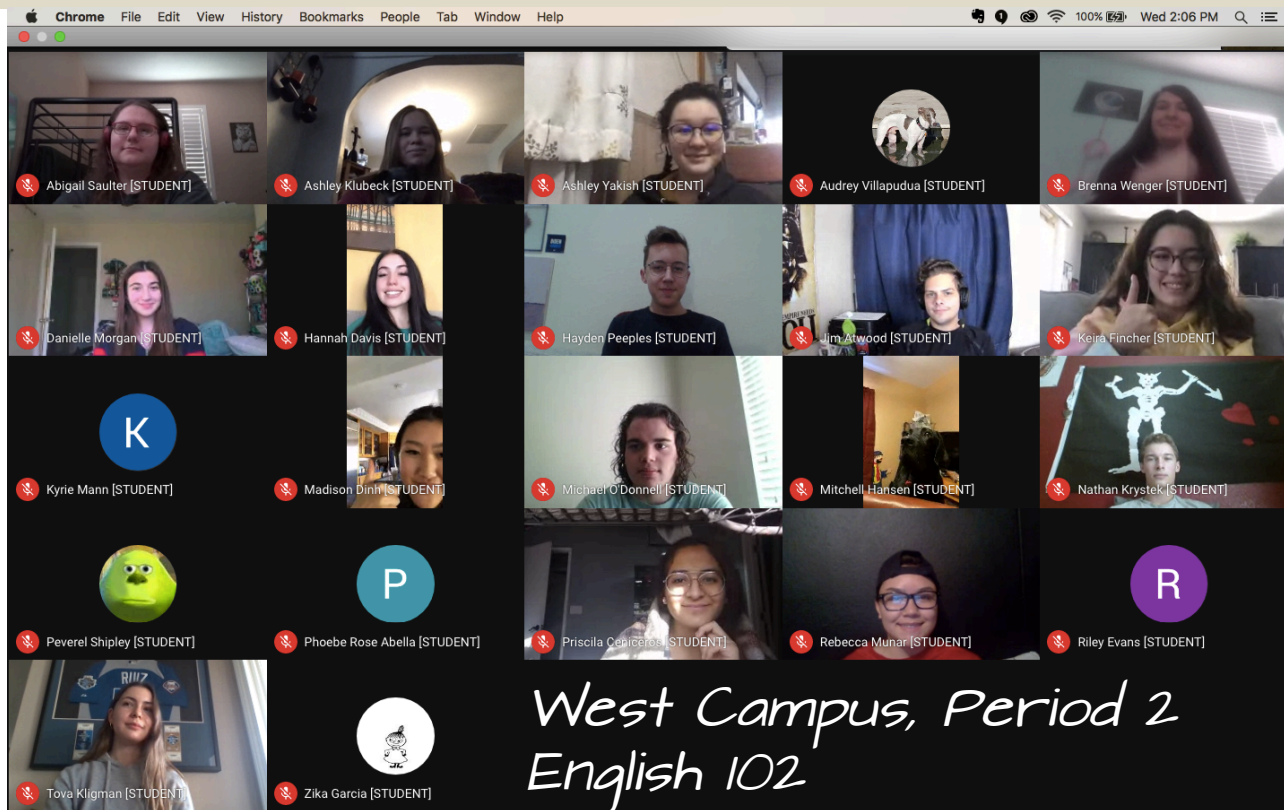 Chrome File Edit View History Bookmarks People Tab Window Help 100% Wed 2:06 PM
Abigail Saulter [STUDENT]
Ashley Klubeck [STUDENT]
Ashley Yakish [STUDENT]
Audrey Villapudua [STUDENT]
Brenna Wenger [STUDENT]
Danielle Morgan [STUDENT]
Hannah Davis [STUDENT]
Hayden Peeples [STUDENT]
Jim Atwood [STUDENT]
Keira Fincher [STUDENT]
K
Kyrie Mann [STUDENT]
Madison Dinh [STUDENT]
Michael O'Donnell [STUDENT]
Mitchell Hansen [STUDENT]
Nathan Krystek [STUDENT]
Peverel Shipley [STUDENT]
P
Phoebe Rose Abella [STUDENT]
Priscila Ceniceros [STUDENT]
Rebecca Munar [STUDENT]
R
Riley Evans [STUDENT]
RUIZ
Tova Kligman [STUDENT]
Zika Garcia [STUDENT]
West Campus, Period 2
English 102